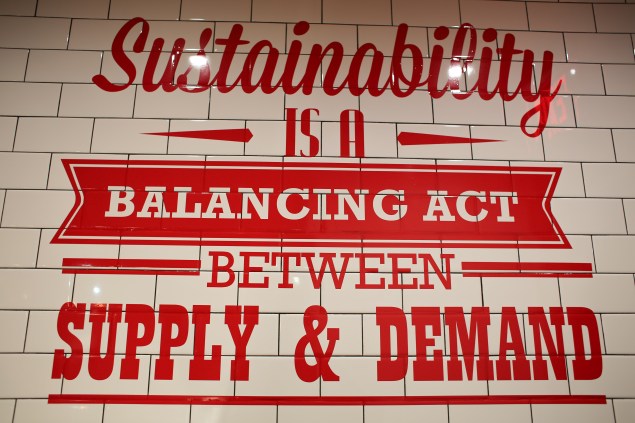 Sustainability
IS A
BALANCING ACT
BETWEEN
SUPPLY & DEMAND